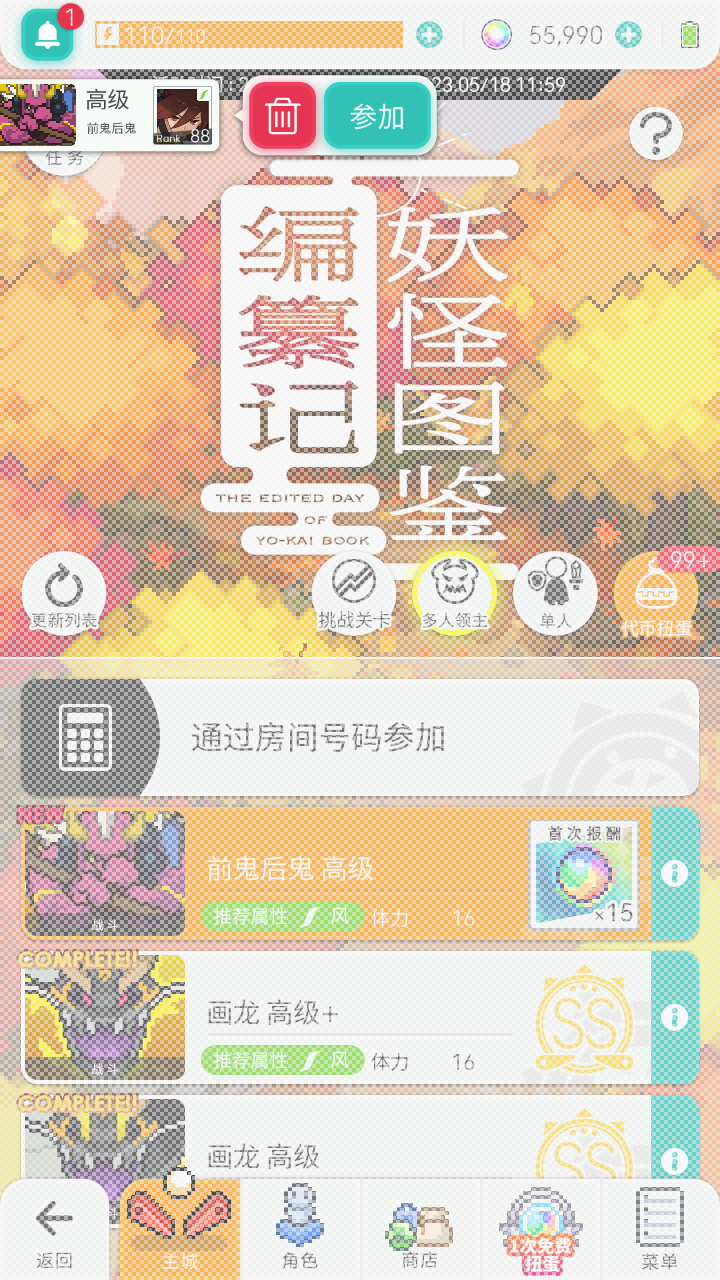 1
110/110
55,990
23.05/18 11:59
高级
前鬼后鬼
Rank 88
参加
?
任务
妖怪图鉴
编纂记
THE EDITED DAY
OF
YO-KAI BOOK
更新列表
挑战关卡
多人领主
单人
99+
代币扭蛋
通过房间号码参加
NEW
战斗
前鬼后鬼 高级
推荐属性 风 体力 16
首次报酬
×15
COMPLETE!!
战斗
画龙 高级+
推荐属性 风 体力 16
SS
COMPLETE!!
画龙 高级
SS
返回
主城
角色
商店
1次免费
扭蛋
菜单